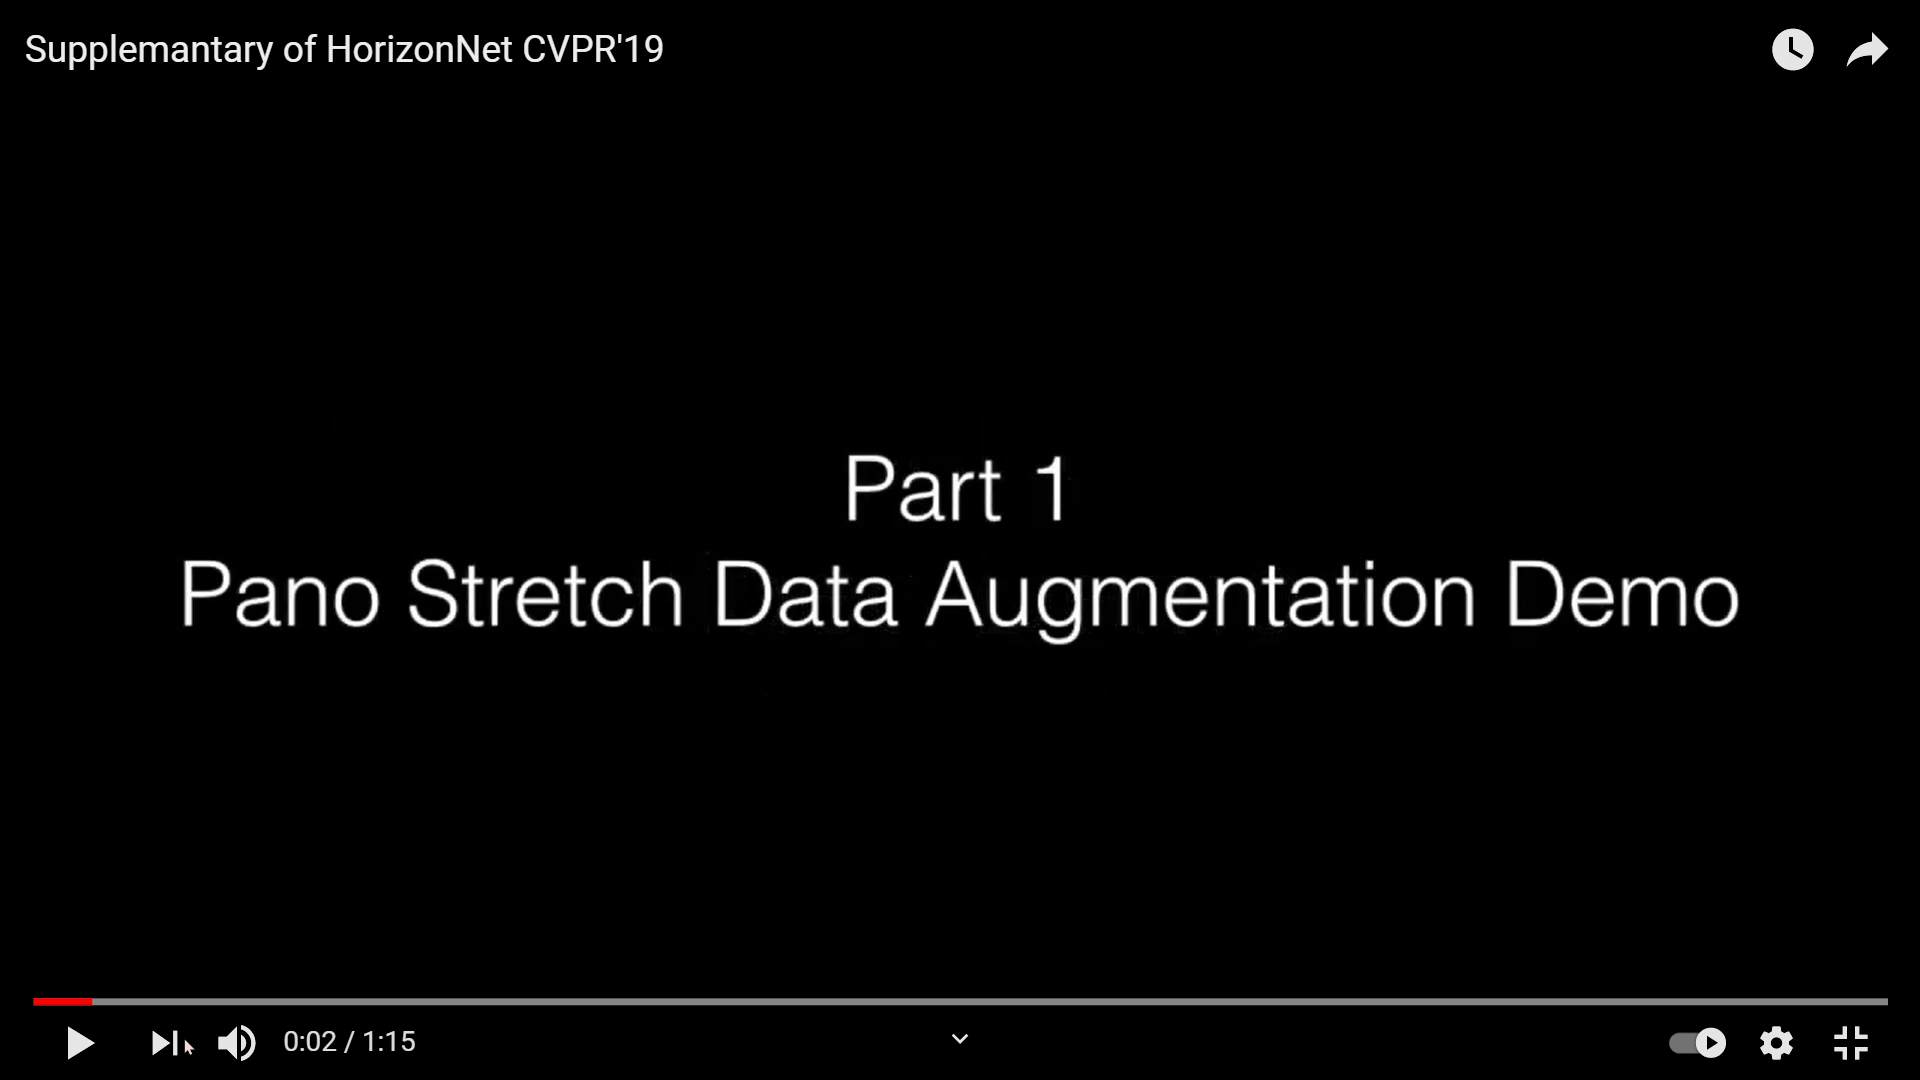 Supplemantary of HorizonNet CVPR'19
Part 1
Pano Stretch Data Augmentation Demo
0:02 / 1:15